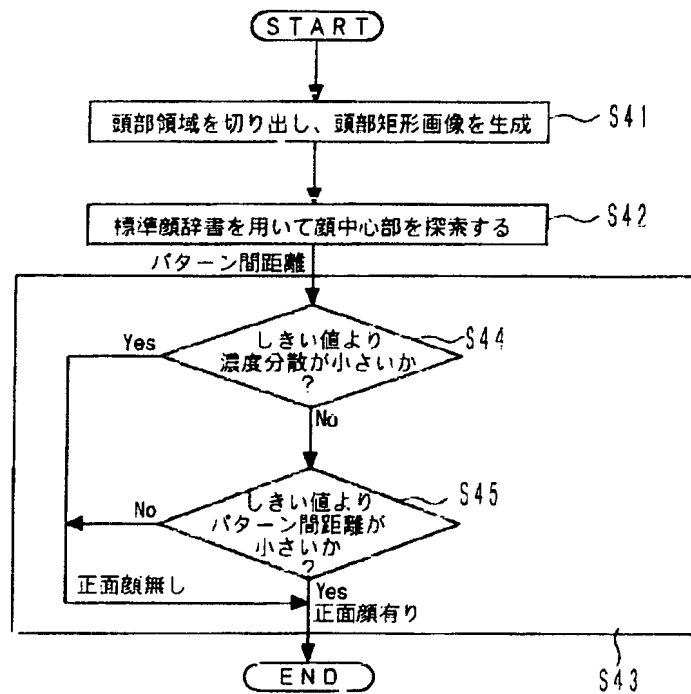 START
頭部領域を切り出し、頭部矩形画像を生成
S41
標準顔辞書を用いて顔中心部を探索する
S42
パターン間距離
しきい値より
濃度分散が小さいか
?
S44
Yes
No
しきい値より
パターン間距離が
小さいか
?
S45
No
正面顔無し
Yes
正面顔有り
END
S43